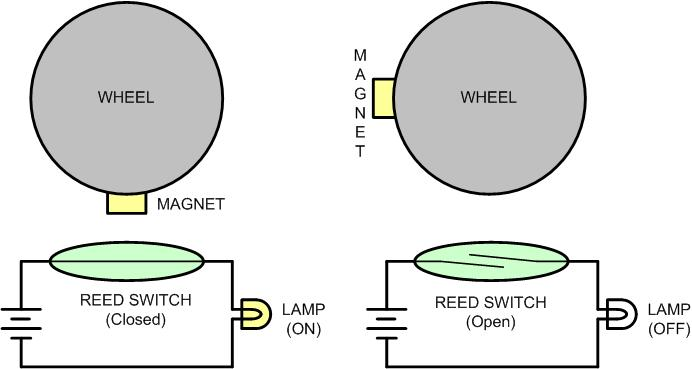 WHEEL
MAGNET
REED SWITCH
(Closed)
LAMP
(ON)
M
A
G
N
E
T
WHEEL
REED SWITCH
(Open)
LAMP
(OFF)